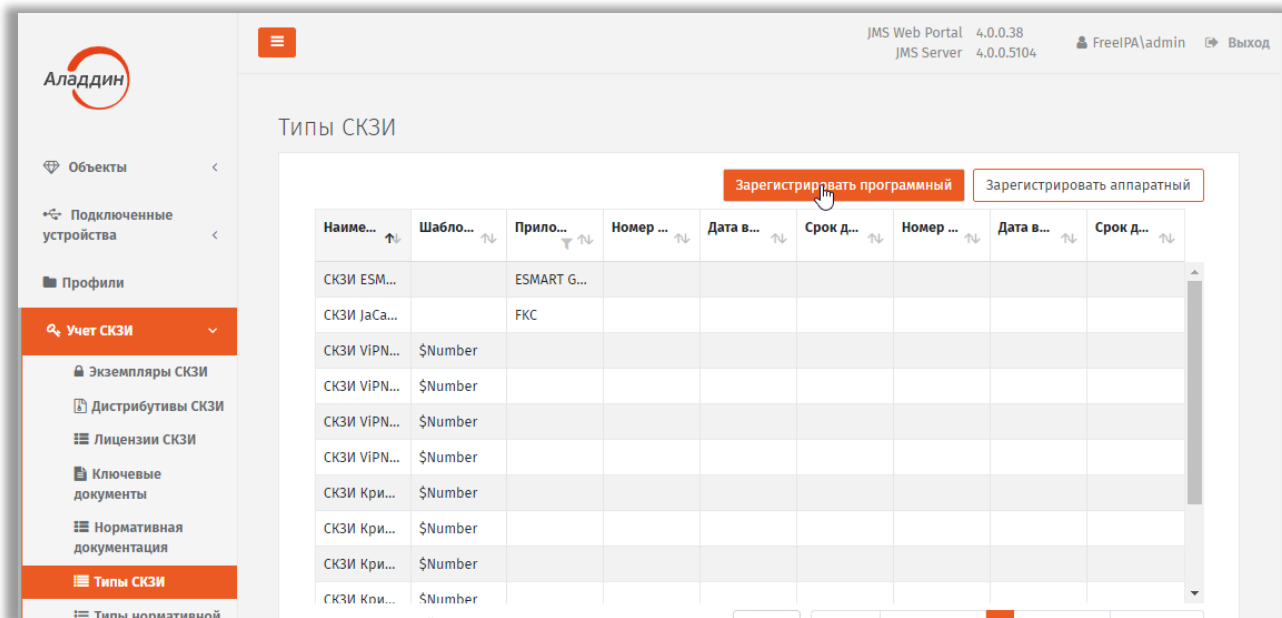 JMS Web Portal 4.0.0.38
JMS Server 4.0.0.5104
FreeIPA\admin
Выход
Аладдин
Объекты
Подключенные
устройства
Профили
Учет СКЗИ
Экземпляры СКЗИ
Дистрибутивы СКЗИ
Лицензии СКЗИ
Ключевые
документы
Нормативная
документация
Типы СКЗИ
Типы нормативной
Типы СКЗИ
Зарегистрировать программный
Зарегистрировать аппаратный
Наиме... Шабло... Прило... Номер ... Дата в... Срок д... Номер ... Дата в... Срок д...
СКЗИ ESM... ESMART G...
СКЗИ JaCa... FKC
СКЗИ ViPN... $Number
СКЗИ ViPN... $Number
СКЗИ ViPN... $Number
СКЗИ ViPN... $Number
СКЗИ Кри... $Number
СКЗИ Кри... $Number
СКЗИ Кри... $Number
СКЗИ Кри... $Number